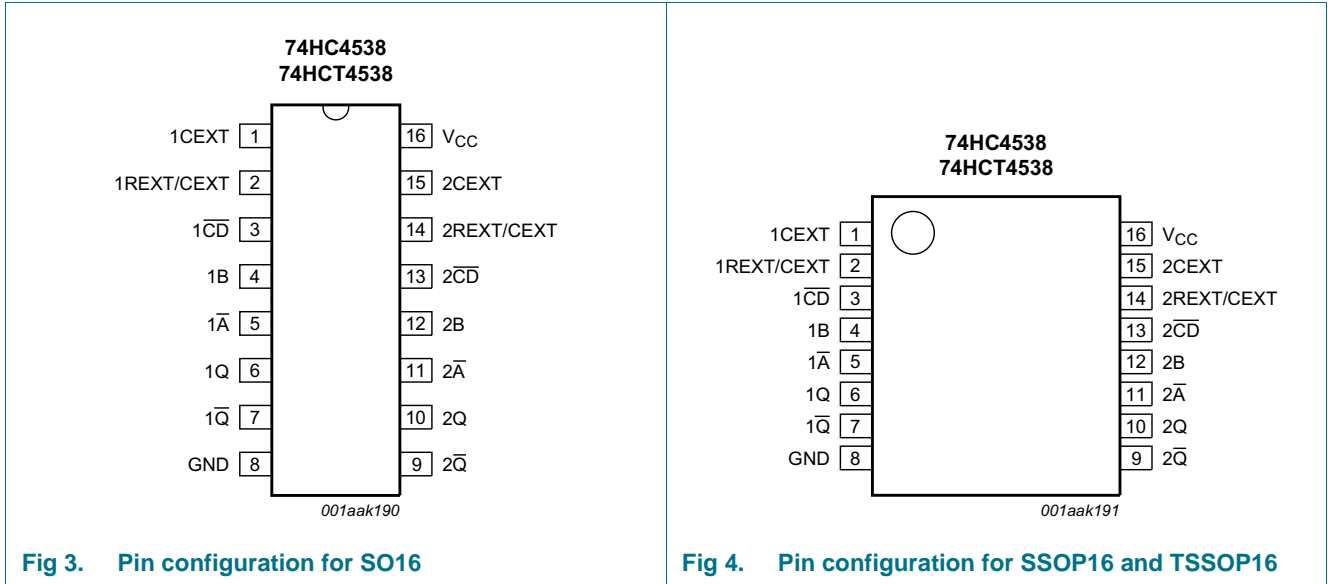 74HC4538
74HCT4538
1CEXT 1
16 VCC
1REXT/CEXT 2
15 2CEXT
1C̅D̅ 3
14 2REXT/CEXT
1B 4
13 2C̅D̅
1A̅ 5
12 2B
1Q 6
11 2A̅
1Q̅ 7
10 2Q
GND 8
9 2Q̅
001aak190
Fig 3. Pin configuration for SO16
74HC4538
74HCT4538
1CEXT 1
16 VCC
1REXT/CEXT 2
15 2CEXT
1C̅D̅ 3
14 2REXT/CEXT
1B 4
13 2C̅D̅
1A̅ 5
12 2B
1Q 6
11 2A̅
1Q̅ 7
10 2Q
GND 8
9 2Q̅
001aak191
Fig 4. Pin configuration for SSOP16 and TSSOP16